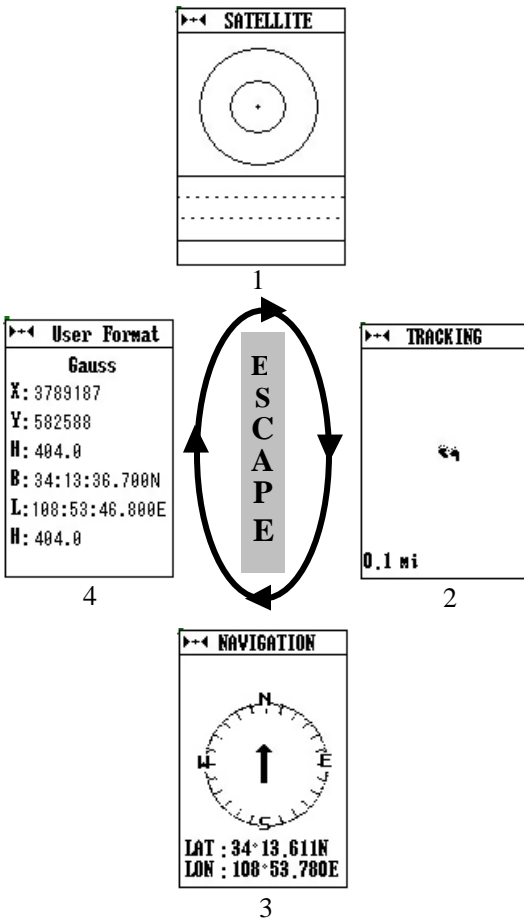 SATELLITE
1
User Format
Gauss
X: 3789187
Y: 582588
H: 404.0
B: 34:13:36.700N
L: 108:53:46.800E
H: 404.0
4
E
S
C
A
P
E
TRACKING
0.1 mi
2
NAVIGATION
N
W
E
S
LAT : 34°13.611N
LON : 108°53.780E
3